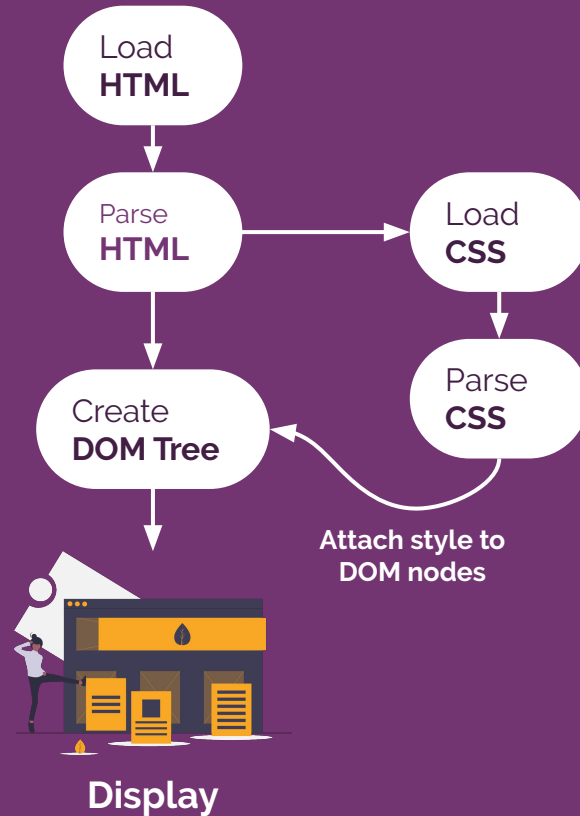 Load
HTML
Parse
HTML
Load
CSS
Create
DOM Tree
Parse
CSS
Attach style to
DOM nodes
Display